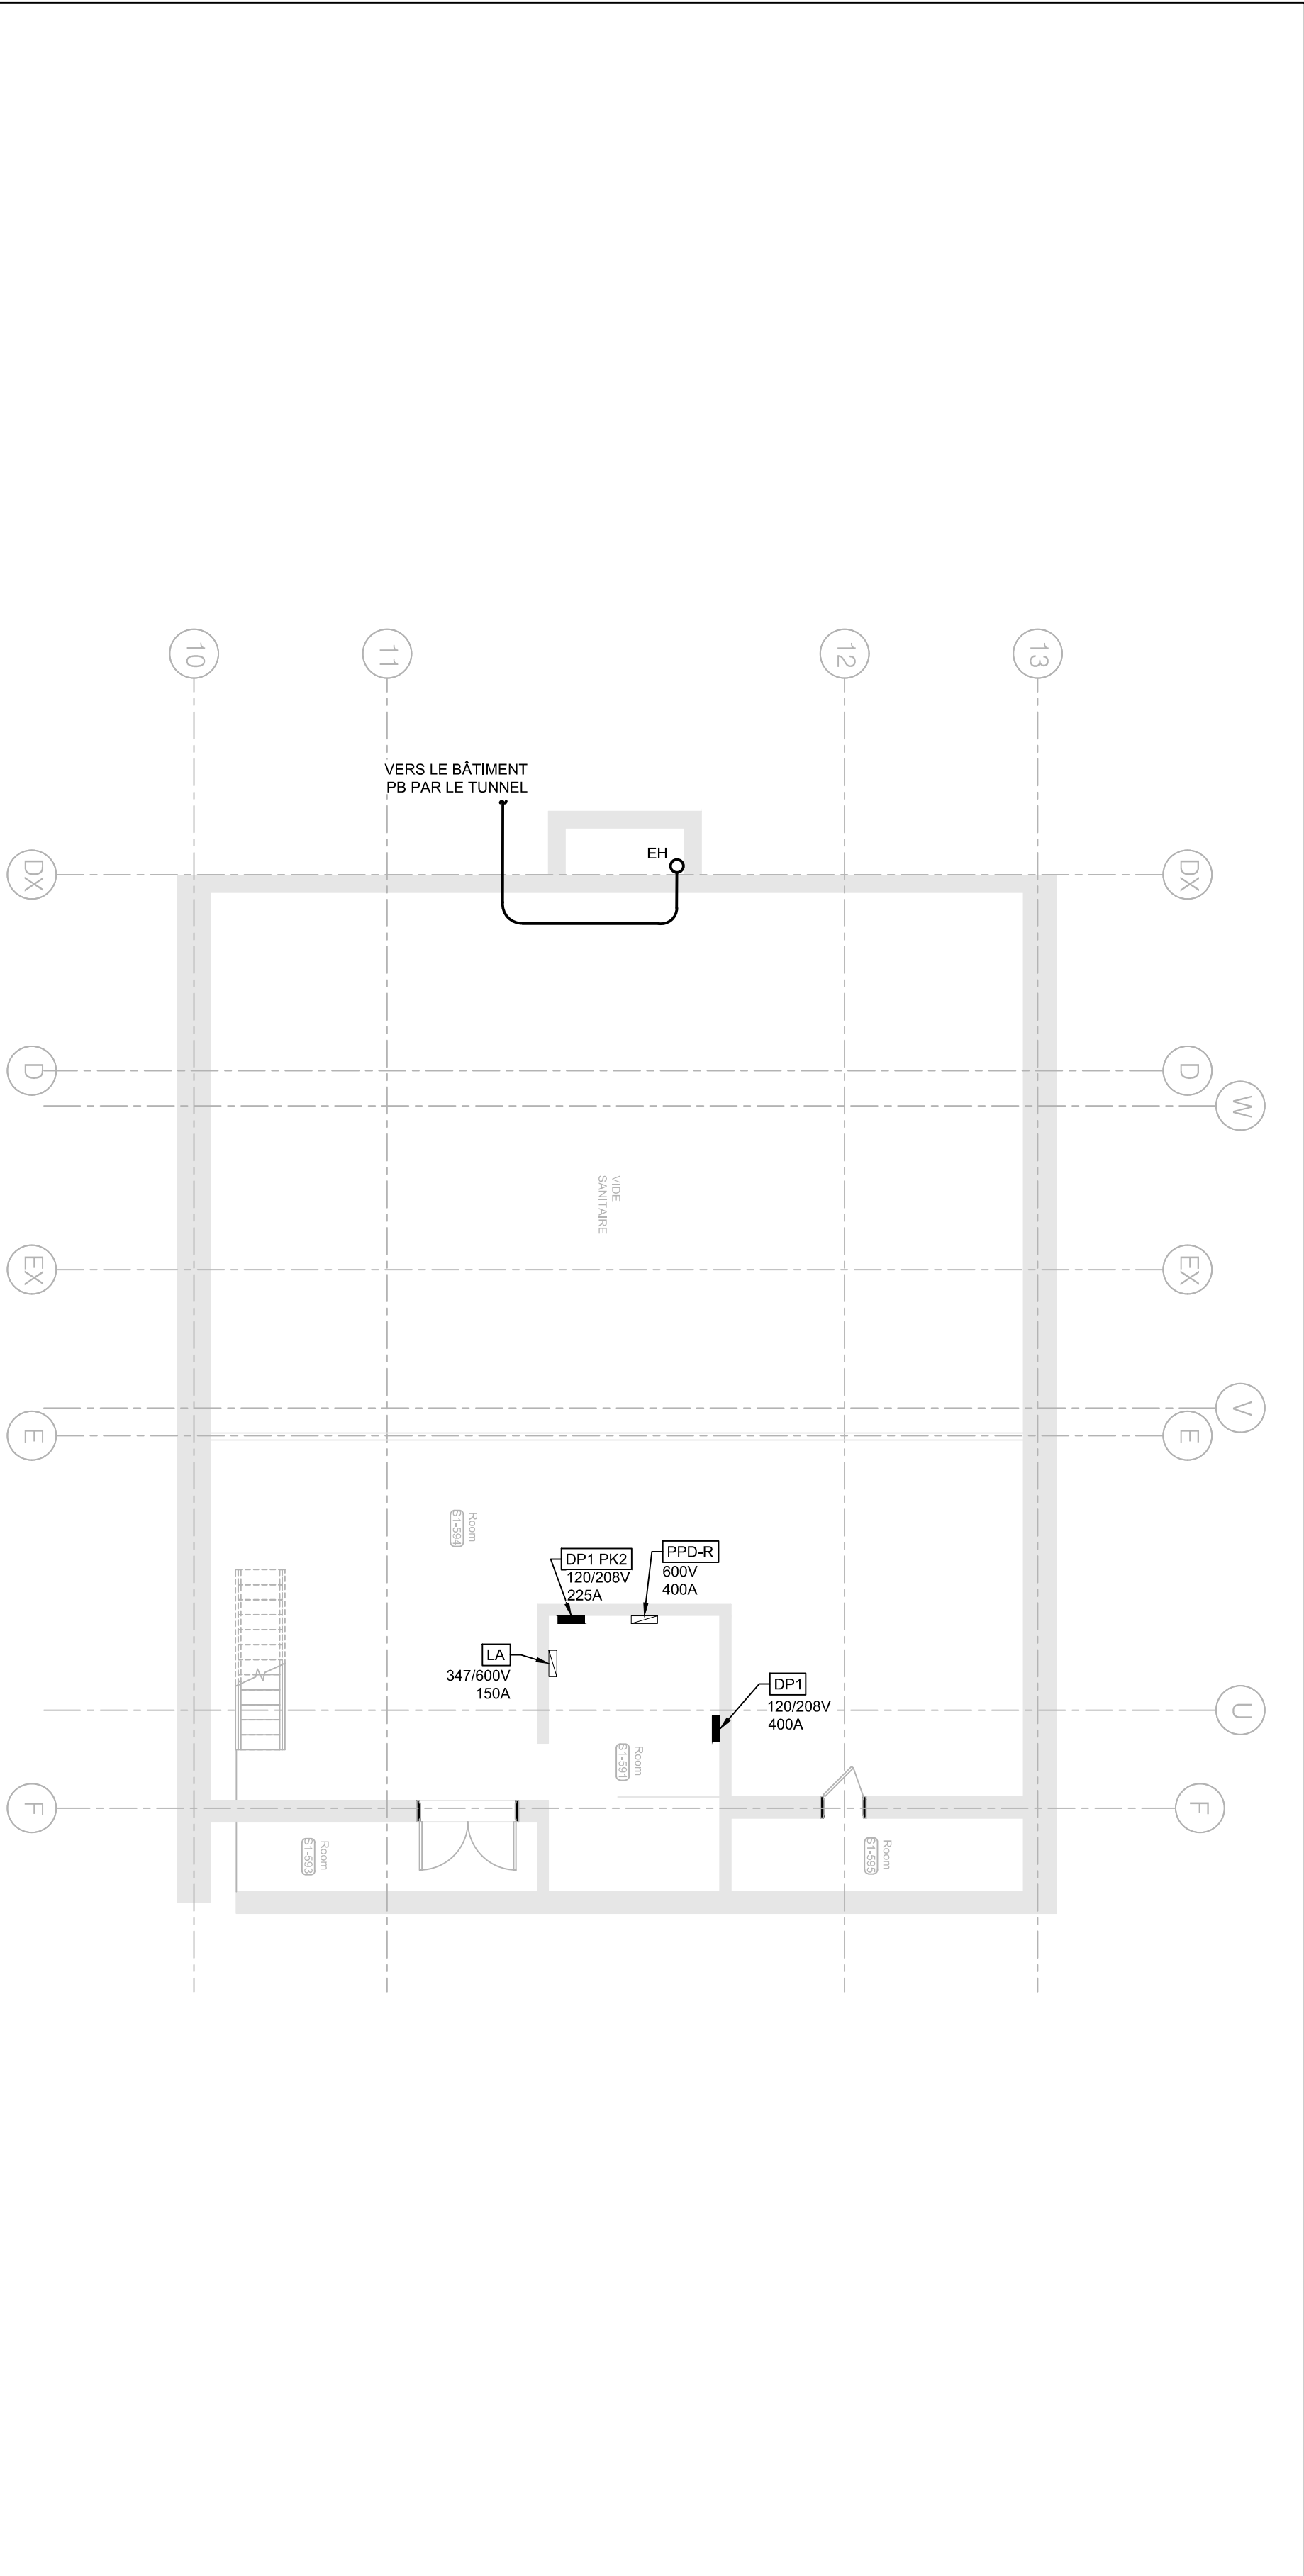 10
11
12
13
VERS LE BÂTIMENT
PB PAR LE TUNNEL
EH
DX
DX
D
D
W
VIDE
SANITAIRE
EX
EX
V
E
E
Room
S1-594
DP1 PK2
120/208V
225A
PPD-R
600V
400A
LA
347/600V
150A
DP1
120/208V
400A
U
Room
S1-591
F
F
Room
S1-593
Room
S1-595